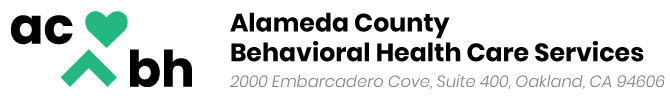 ac
bh
Alameda County
Behavioral Health Care Services
2000 Embarcadero Cove, Suite 400, Oakland, CA 94606